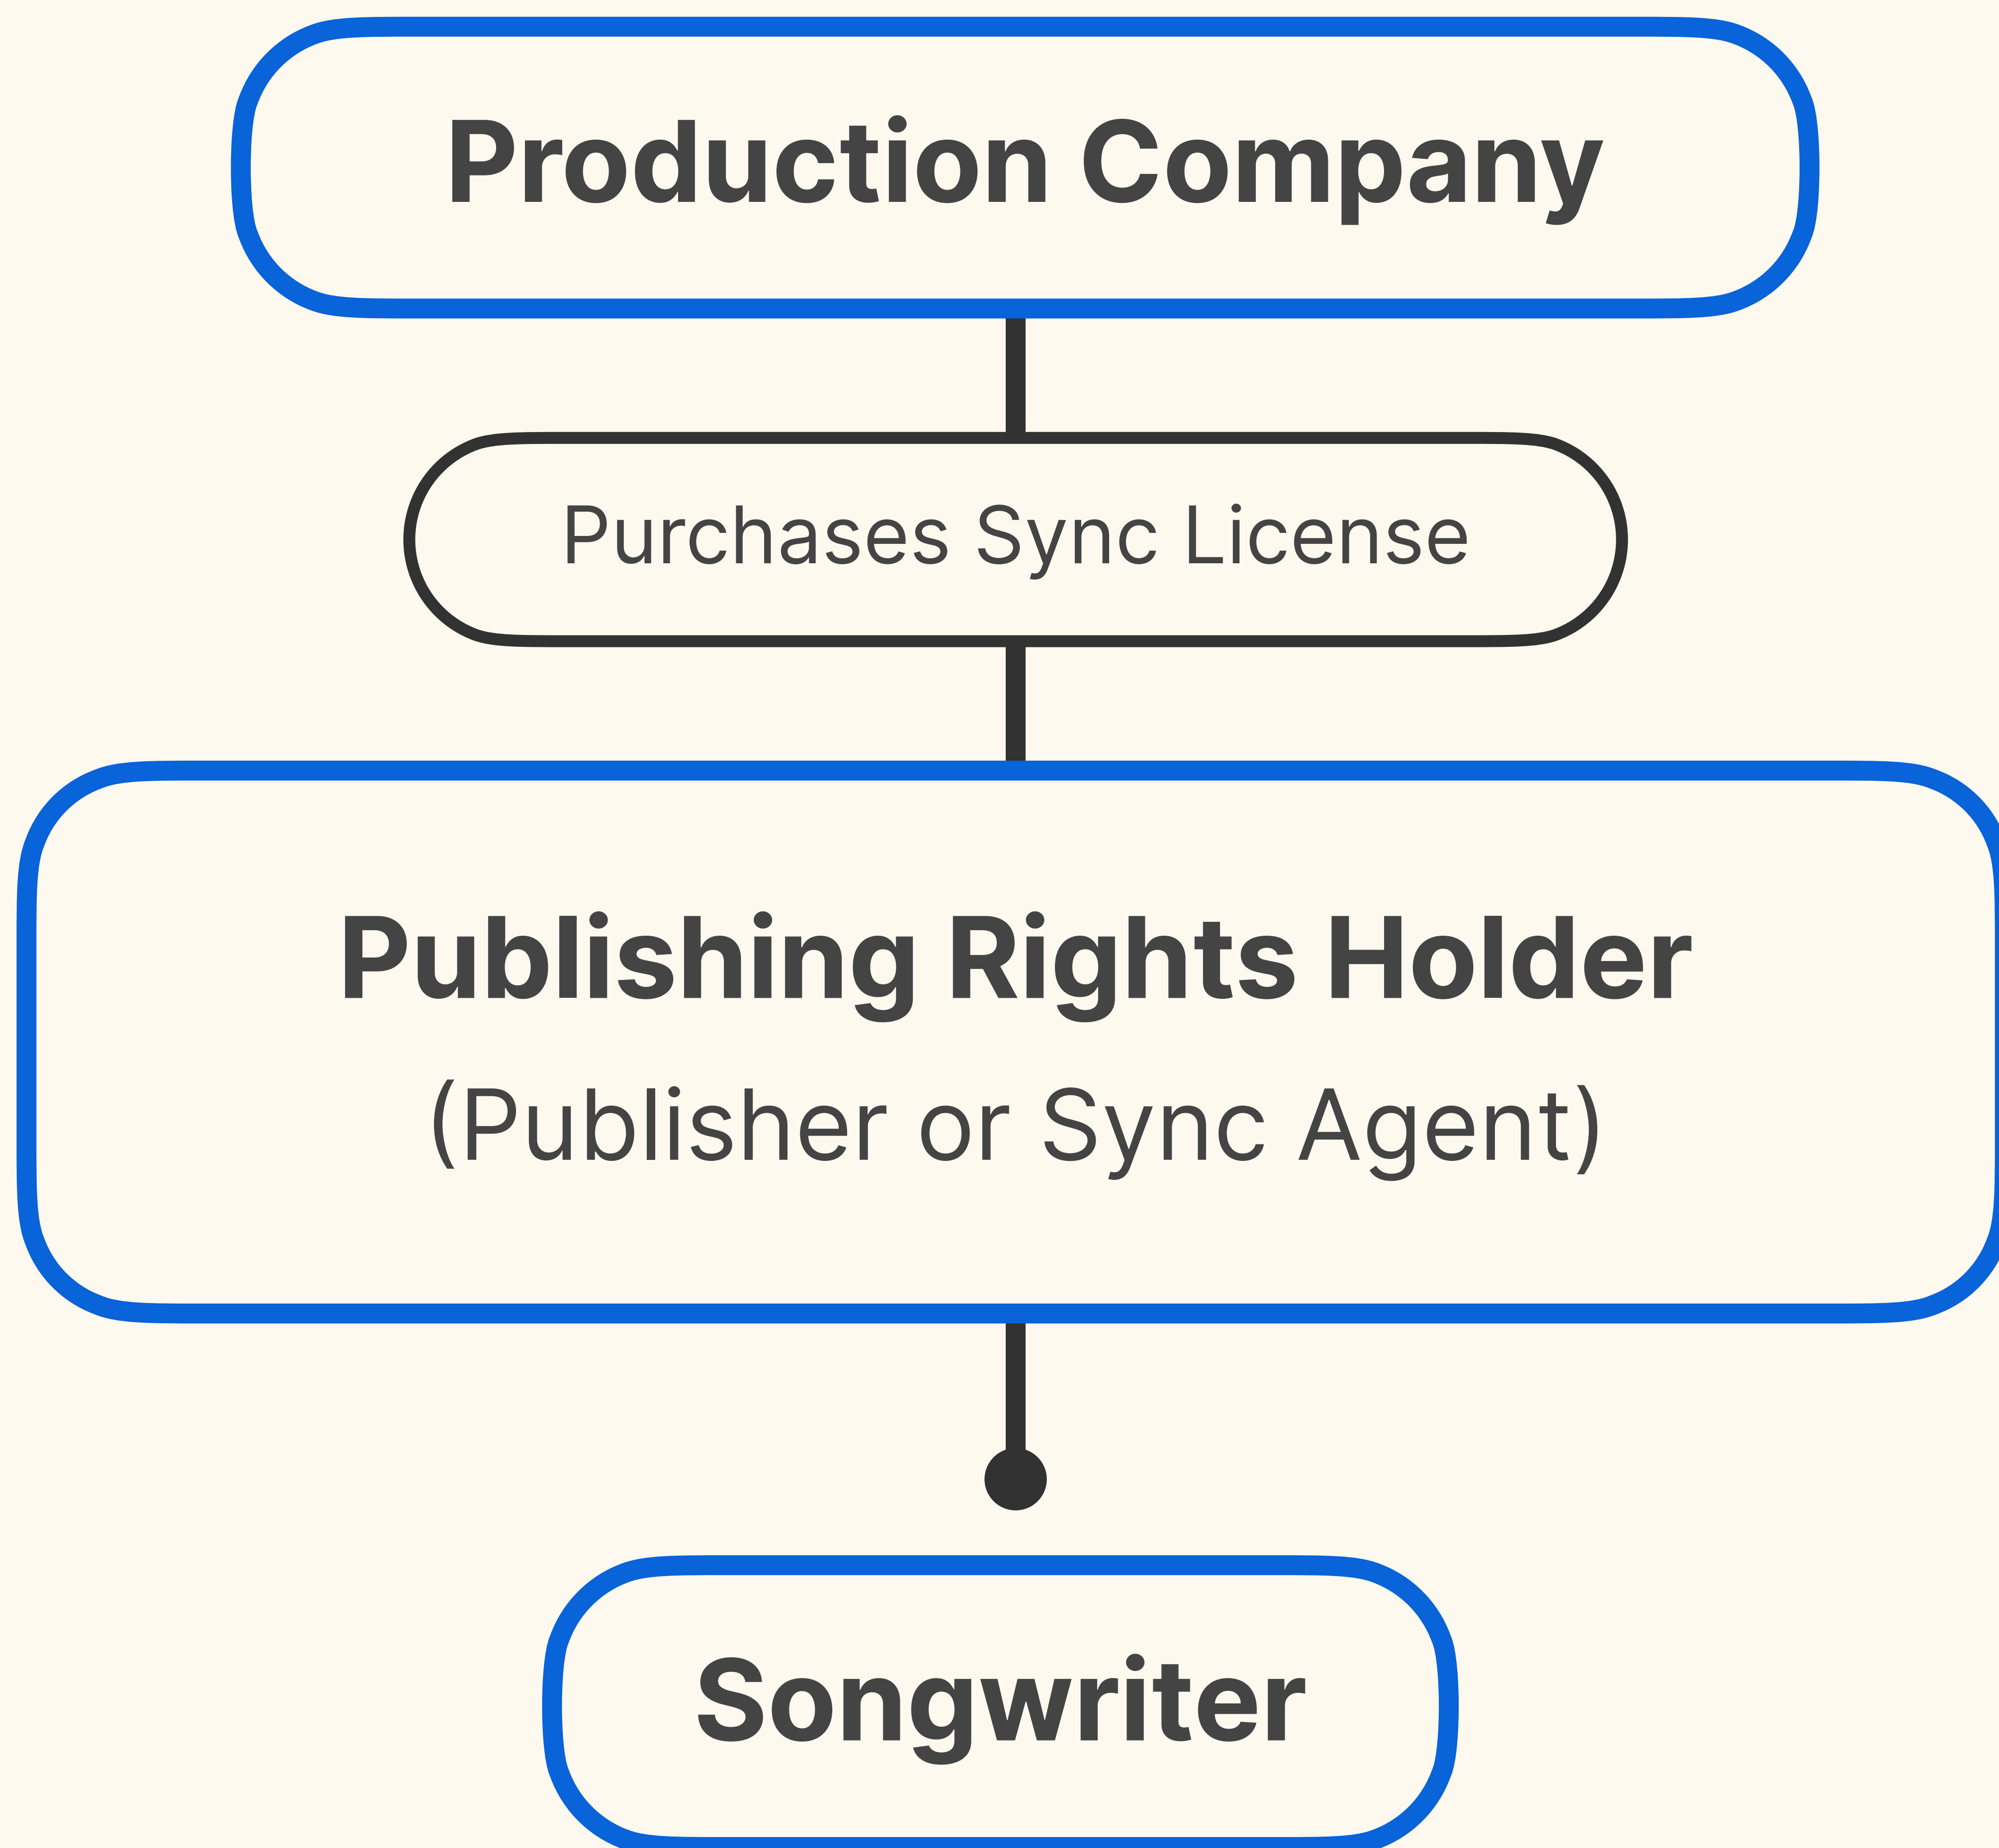 Production Company
Purchases Sync License
Publishing Rights Holder
(Publisher or Sync Agent)
Songwriter